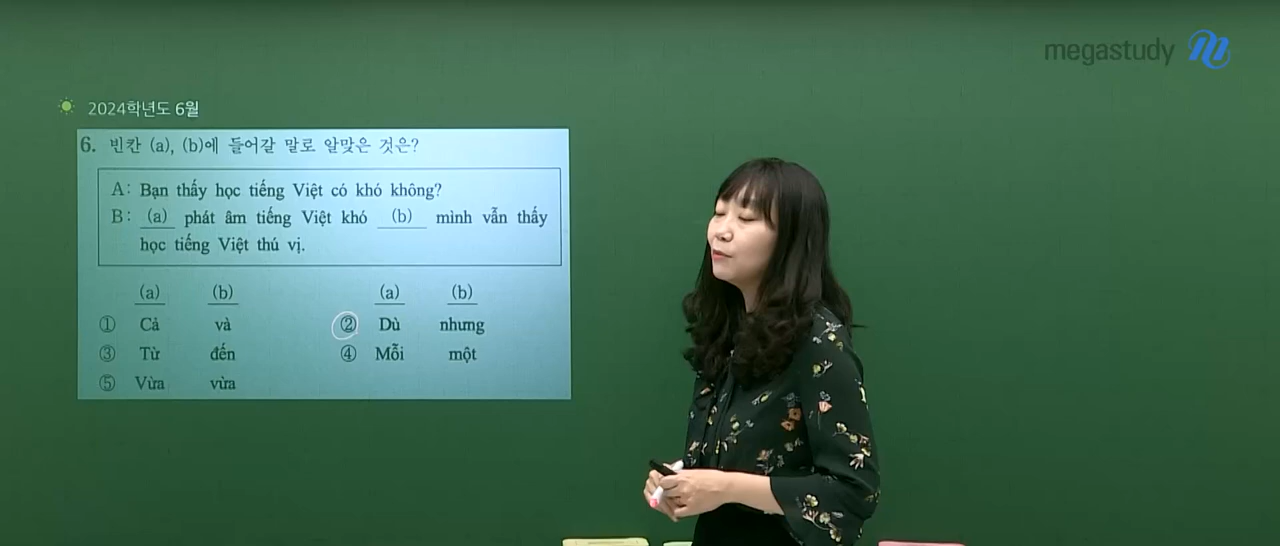 megastudy
2024학년도 6월
6. 빈칸 (a), (b)에 들어갈 말로 알맞은 것은?
A: Bạn thấy học tiếng Việt có khó không?
B: (a) phát âm tiếng Việt khó (b) mình vẫn thấy
học tiếng Việt thú vị.
(a) (b) (a) (b)
① Cả và ② Dù nhưng
③ Từ đến ④ Mỗi một
⑤ Vừa vừa